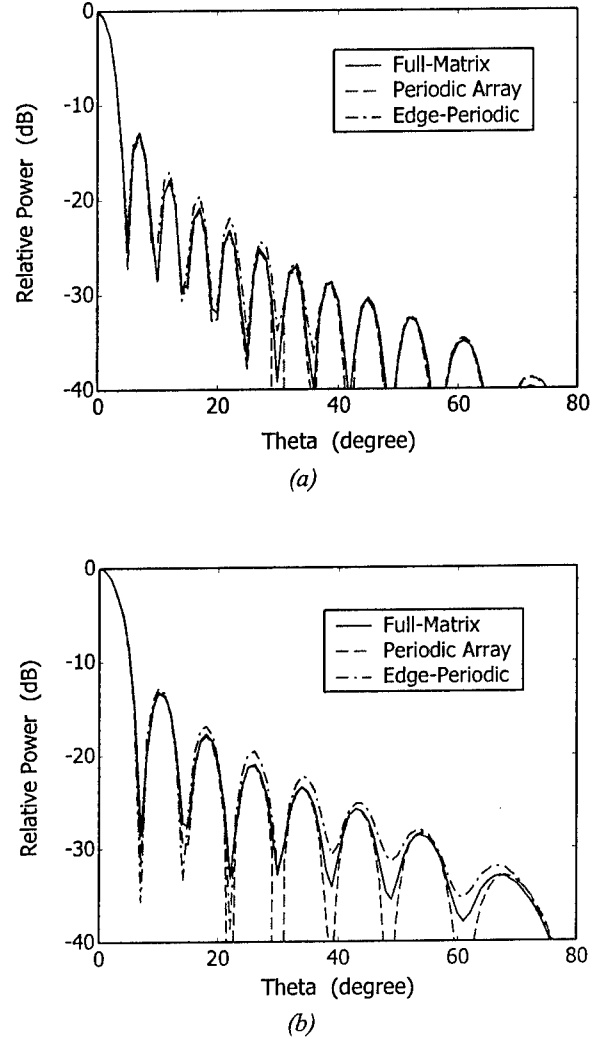 0
-10
-20
-30
-40
Relative Power (dB)
Full-Matrix
Periodic Array
Edge-Periodic
0 20 40 60 80
Theta (degree)
(a)
0
-10
-20
-30
-40
Relative Power (dB)
Full-Matrix
Periodic Array
Edge-Periodic
0 20 40 60 80
Theta (degree)
(b)